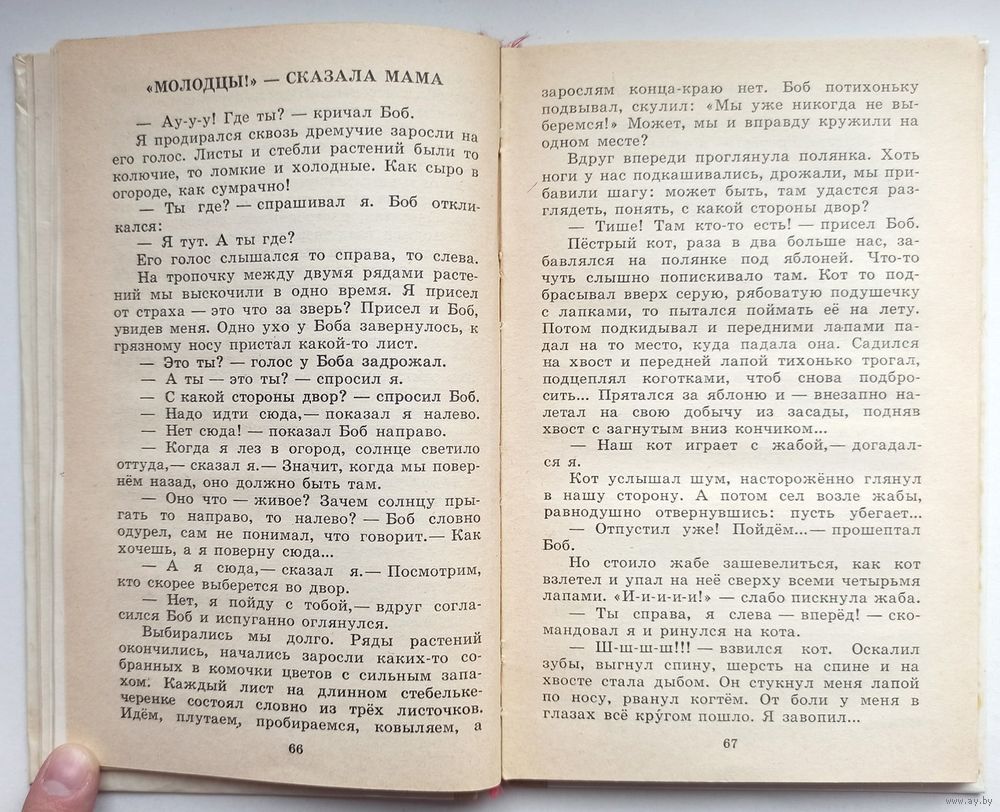 «МОЛОДЦЫ!» — СКАЗАЛА МАМА
— Ау-у-у! Где ты? — кричал Боб.
Я продирался сквозь дремучие заросли на
его голос. Листы и стебли растений были то
колючие, то ломкие и холодные. Как сыро в
огороде, как сумрачно!
— Ты где? — спрашивал я. Боб откли-
кался:
— Я тут. А ты где?
Его голос слышался то справа, то слева.
На тропочку между двумя рядами расте-
ний мы выскочили в одно время. Я присел
от страха — это что за зверь? Присел и Боб,
увидев меня. Одно ухо у Боба завернулось, к
грязному носу пристал какой-то лист.
— Это ты? — голос у Боба задрожал.
— А ты — это ты? — спросил я.
— С какой стороны двор? — спросил Боб.
— Надо идти сюда,— показал я налево.
— Нет сюда! — показал Боб направо.
— Когда я лез в огород, солнце светило
оттуда,— сказал я.— Значит, когда мы повер-
нём назад, оно должно быть там.
— Оно что — живое? Зачем солнцу пры-
гать то направо, то налево? — Боб словно
одурел, сам не понимал, что говорит.— Как
хочешь, а я поверну сюда...
— А я сюда,— сказал я.— Посмотрим,
кто скорее выберется во двор.
— Нет, я пойду с тобой,— вдруг согла-
сился Боб и испуганно оглянулся.
Выбирались мы долго. Ряды растений
окончились, начались заросли каких-то со-
бранных в комочки цветов с сильным запа-
хом. Каждый лист на длинном стебельке-
черенке состоял словно из трёх листочков.
Идём, плутаем, пробираемся, ковыляем, а
66
зарослям конца-краю нет. Боб потихоньку
подвывал, скулил: «Мы уже никогда не вы-
беремся!» Может, мы и вправду кружили на
одном месте?
Вдруг впереди проглянула полянка. Хоть
ноги у нас подкашивались, дрожали, мы при-
бавили шагу: может быть, там удастся раз-
глядеть, понять, с какой стороны двор?
— Тише! Там кто-то есть! — присел Боб.
Пёстрый кот, раза в два больше нас, за-
бавлялся на полянке под яблоней. Что-то
чуть слышно попискивало там. Кот то под-
брасывал вверх серую, рябоватую подушечку
с лапками, то пытался поймать её на лету.
Потом подкидывал и передними лапами па-
дал на то место, куда падала она. Садился
на хвост и передней лапой тихонько трогал,
подцеплял коготками, чтоб снова подбро-
сить... Прятался за яблоню и — внезапно на-
летал на свою добычу из засады, подняв
хвост с загнутым вниз кончиком...
— Наш кот играет с жабой,— догадал-
ся я.
Кот услышал шум, насторожённо глянул
в нашу сторону. А потом сел возле жабы,
равнодушно отвернувшись: пусть убегает...
— Отпустил уже! Пойдём...— прошептал
Боб.
Но стоило жабе зашевелиться, как кот
взлетел и упал на неё сверху всеми четырьмя
лапами. «И-и-и-и-и!» — слабо пискнула жаба.
— Ты справа, я слева — вперёд! — ско-
мандовал я и ринулся на кота.
— Ш-ш-ш-ш!!! — взвился кот. Оскалил
зубы, выгнул спину, шерсть на спине и на
хвосте стала дыбом. Он стукнул меня лапой
по носу, рванул когтём. От боли у меня в
глазах всё кру́гом пошло. Я завопил...
67
www.ay.by